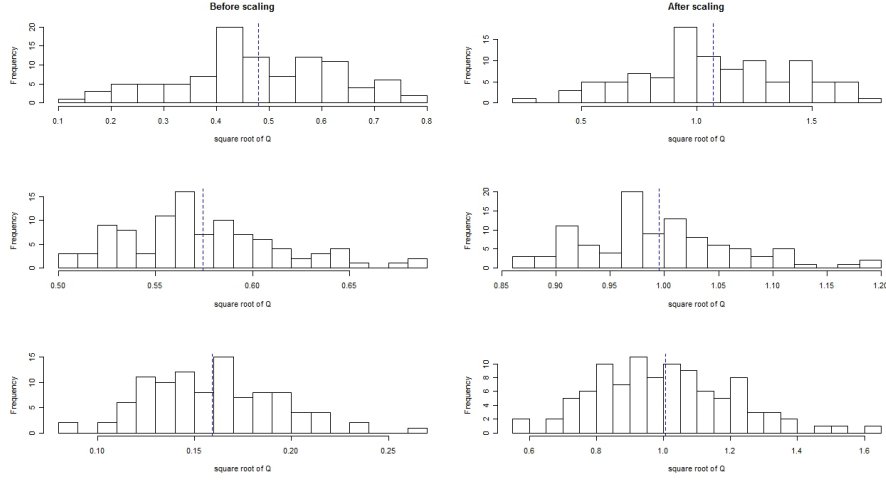 Before scaling
Frequency
0 5 10 15 20
0.1 0.2 0.3 0.4 0.5 0.6 0.7 0.8
square root of Q
After scaling
Frequency
0 5 10 15
0.5 1.0 1.5
square root of Q
Frequency
0 5 10 15
0.50 0.55 0.60 0.65
square root of Q
Frequency
0 5 10 15 20
0.85 0.90 0.95 1.00 1.05 1.10 1.15 1.20
square root of Q
Frequency
0 5 10 15
0.10 0.15 0.20 0.25
square root of Q
Frequency
0 2 4 6 8 10
0.6 0.8 1.0 1.2 1.4 1.6
square root of Q